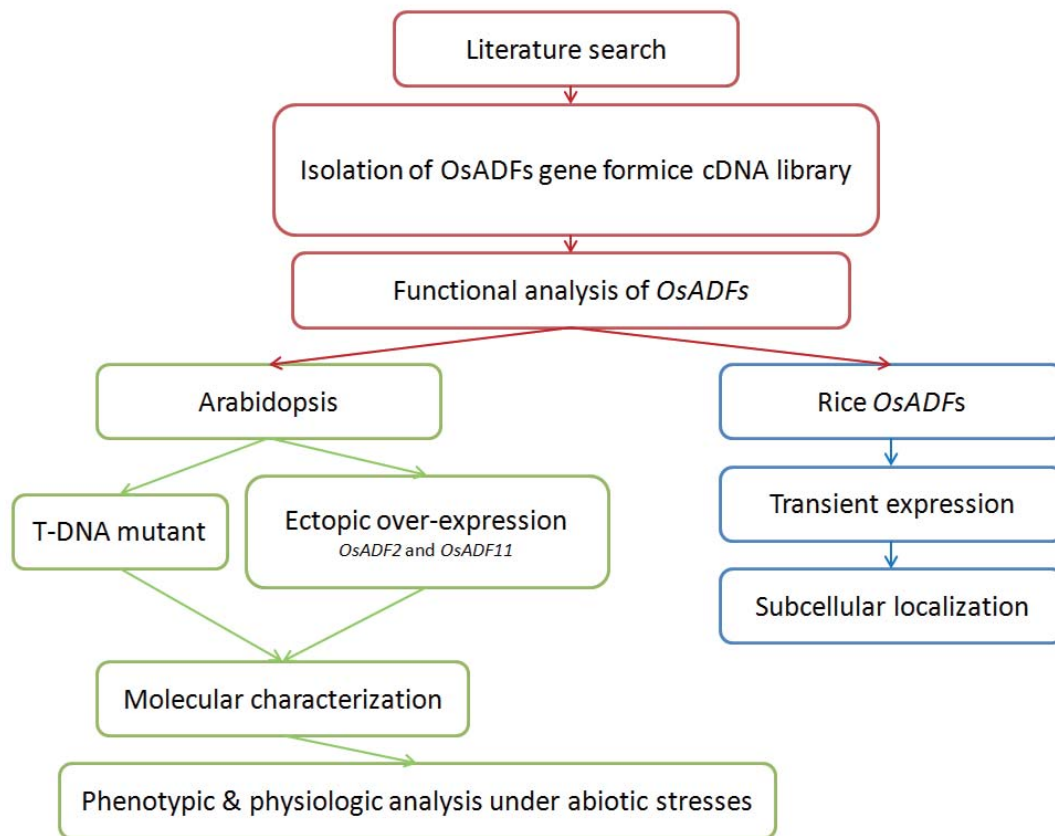 Literature search
Isolation of OsADFs gene formice cDNA library
Functional analysis of OsADFs
Arabidopsis
Rice OsADFs
T-DNA mutant
Ectopic over-expression
OsADF2 and OsADF11
Transient expression
Subcellular localization
Molecular characterization
Phenotypic & physiologic analysis under abiotic stresses